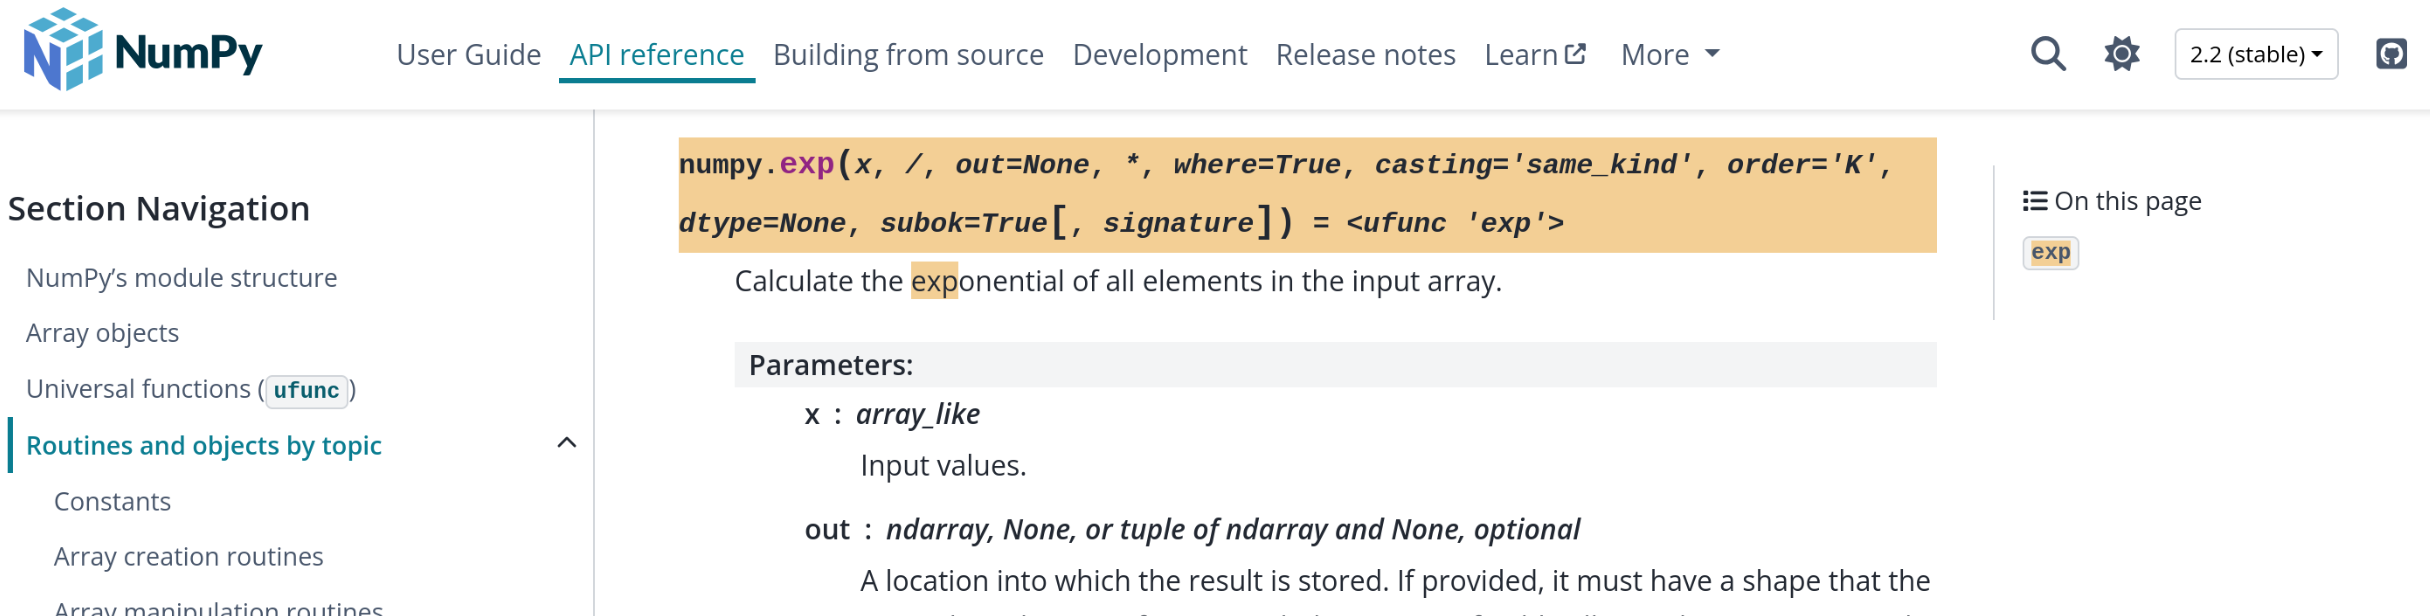 NumPy
User Guide API reference Building from source Development Release notes Learn More
2.2 (stable)
Section Navigation
NumPy’s module structure
Array objects
Universal functions (ufunc)
Routines and objects by topic
Constants
Array creation routines
Array manipulation routines
numpy.exp(x, /, out=None, *, where=True, casting='same_kind', order='K',
dtype=None, subok=True[, signature]) = <ufunc 'exp'>
Calculate the exponential of all elements in the input array.
Parameters:
x : array_like
Input values.
out : ndarray, None, or tuple of ndarray and None, optional
A location into which the result is stored. If provided, it must have a shape that the
On this page
exp